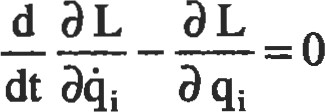 d/dt ∂L/∂q̇ᵢ − ∂L/∂qᵢ = 0